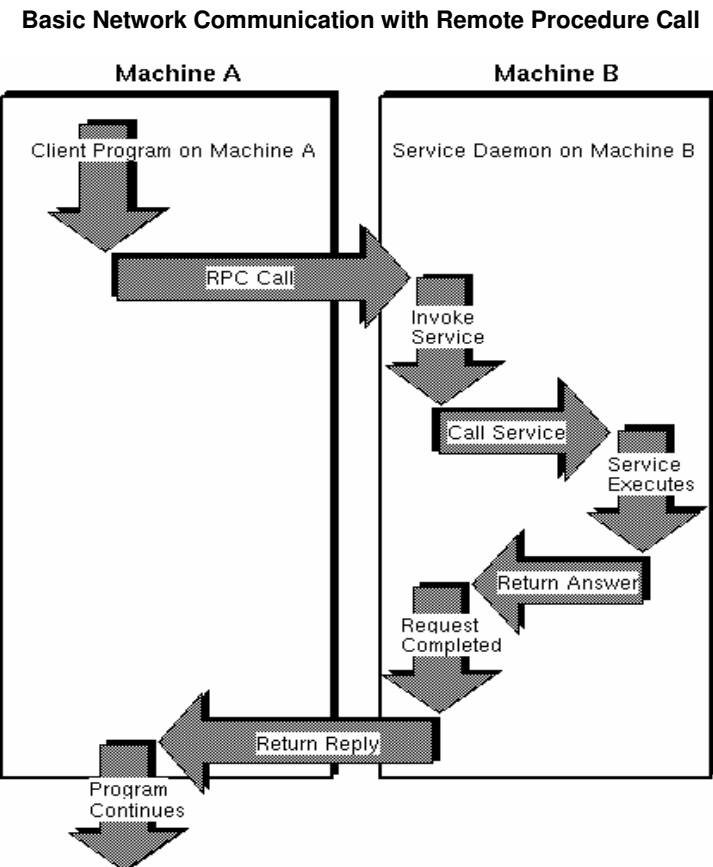 Basic Network Communication with Remote Procedure Call
Machine A
Machine B
Client Program on Machine A
Service Daemon on Machine B
RPC Call
Invoke
Service
Call Service
Service
Executes
Return Answer
Request
Completed
Return Reply
Program
Continues